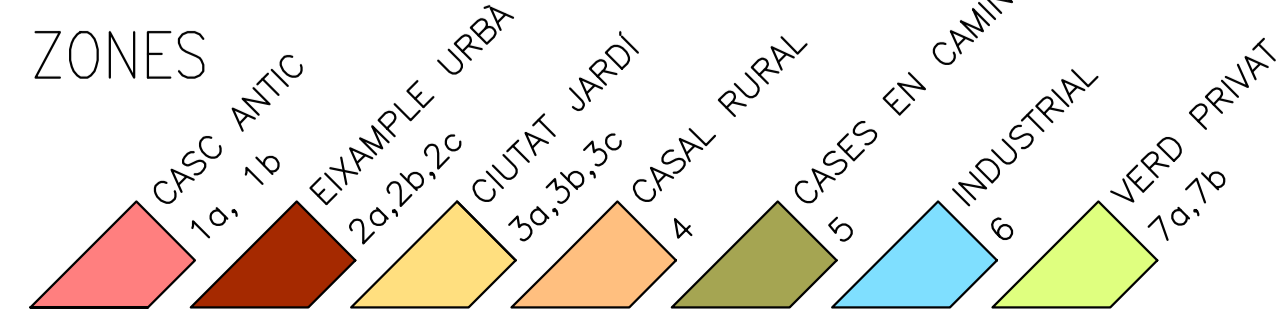 ZONES
CASC ANTIC
1a, 1b
EIXAMPLE URBÀ
2a,2b,2c
CIUTAT JARDÍ
3a,3b,3c
CASAL RURAL
4
CASES EN CAMIN
5
INDUSTRIAL
6
VERD PRIVAT
7a,7b